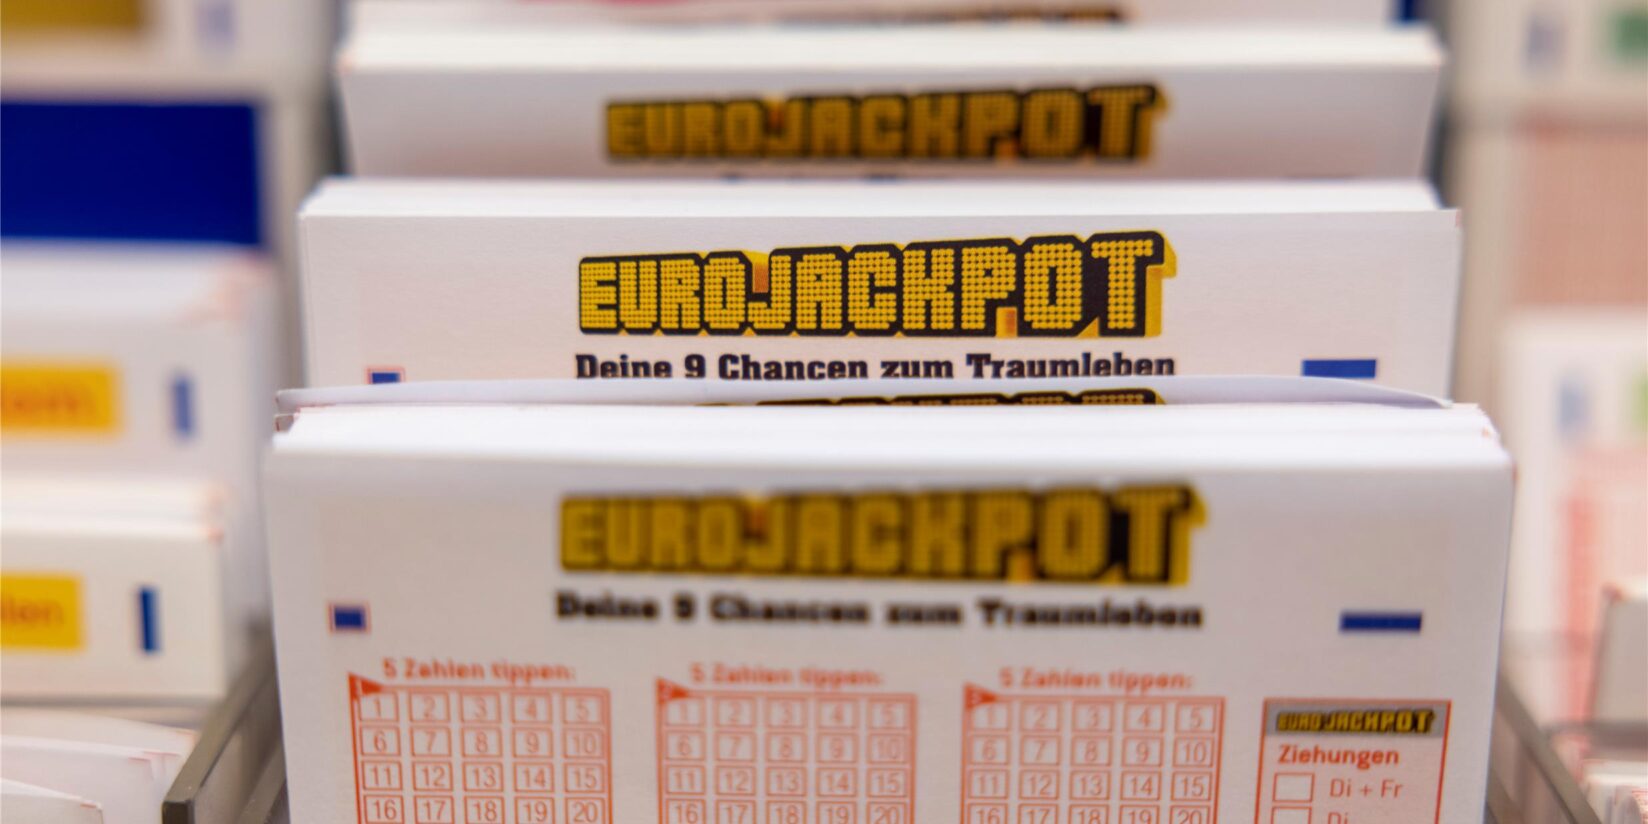 EUROJACKPOT
EUROJACKPOT
Deine 9 Chancen zum Traumleben
EUROJACKPOT
Deine 9 Chancen zum Traumleben
5 Zahlen tippen:
1 2 3 4 5
6 7 8 9 10
11 12 13 14 15
16 17 18 19 20
5 Zahlen tippen:
1 2 3 4 5
6 7 8 9 10
11 12 13 14 15
16 17 18 19 20
5 Zahlen tippen:
1 2 3 4 5
6 7 8 9 10
11 12 13 14 15
16 17 18 19 20
EUROJACKPOT
Ziehungen
Di + Fr
Di